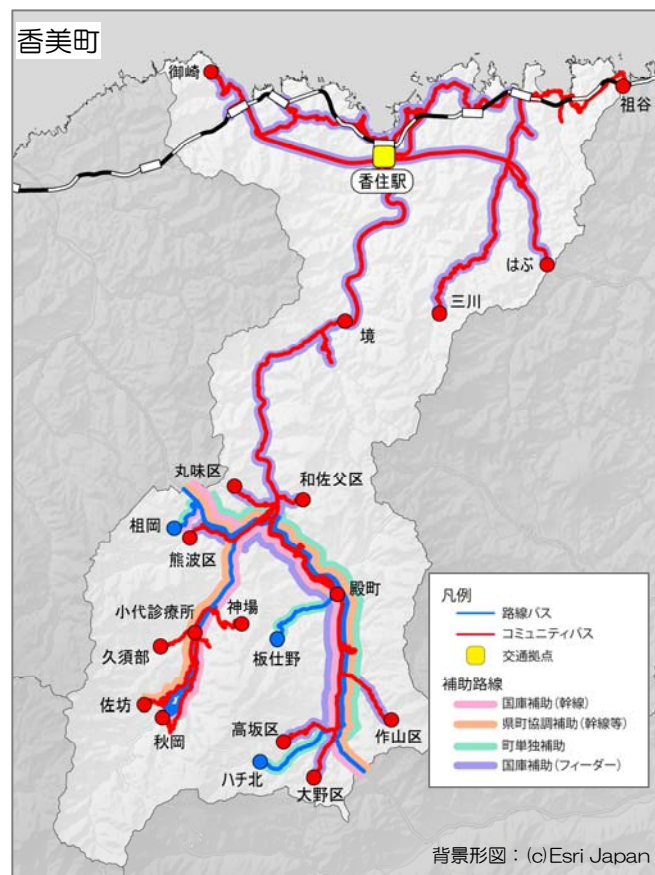 香美町
御崎
祖谷
香住駅
はぶ
三川
境
丸味区
和佐父区
祖岡
熊波区
殿町
小代診療所
神場
久須部
板仕野
佐坊
秋岡
高坂区
作山区
ハチ北
大野区
凡例
路線バス
コミュニティバス
交通拠点
補助路線
国庫補助(幹線)
県町協調補助(幹線等)
町単独補助
国庫補助(フィーダー)
背景形図:(c)Esri Japan